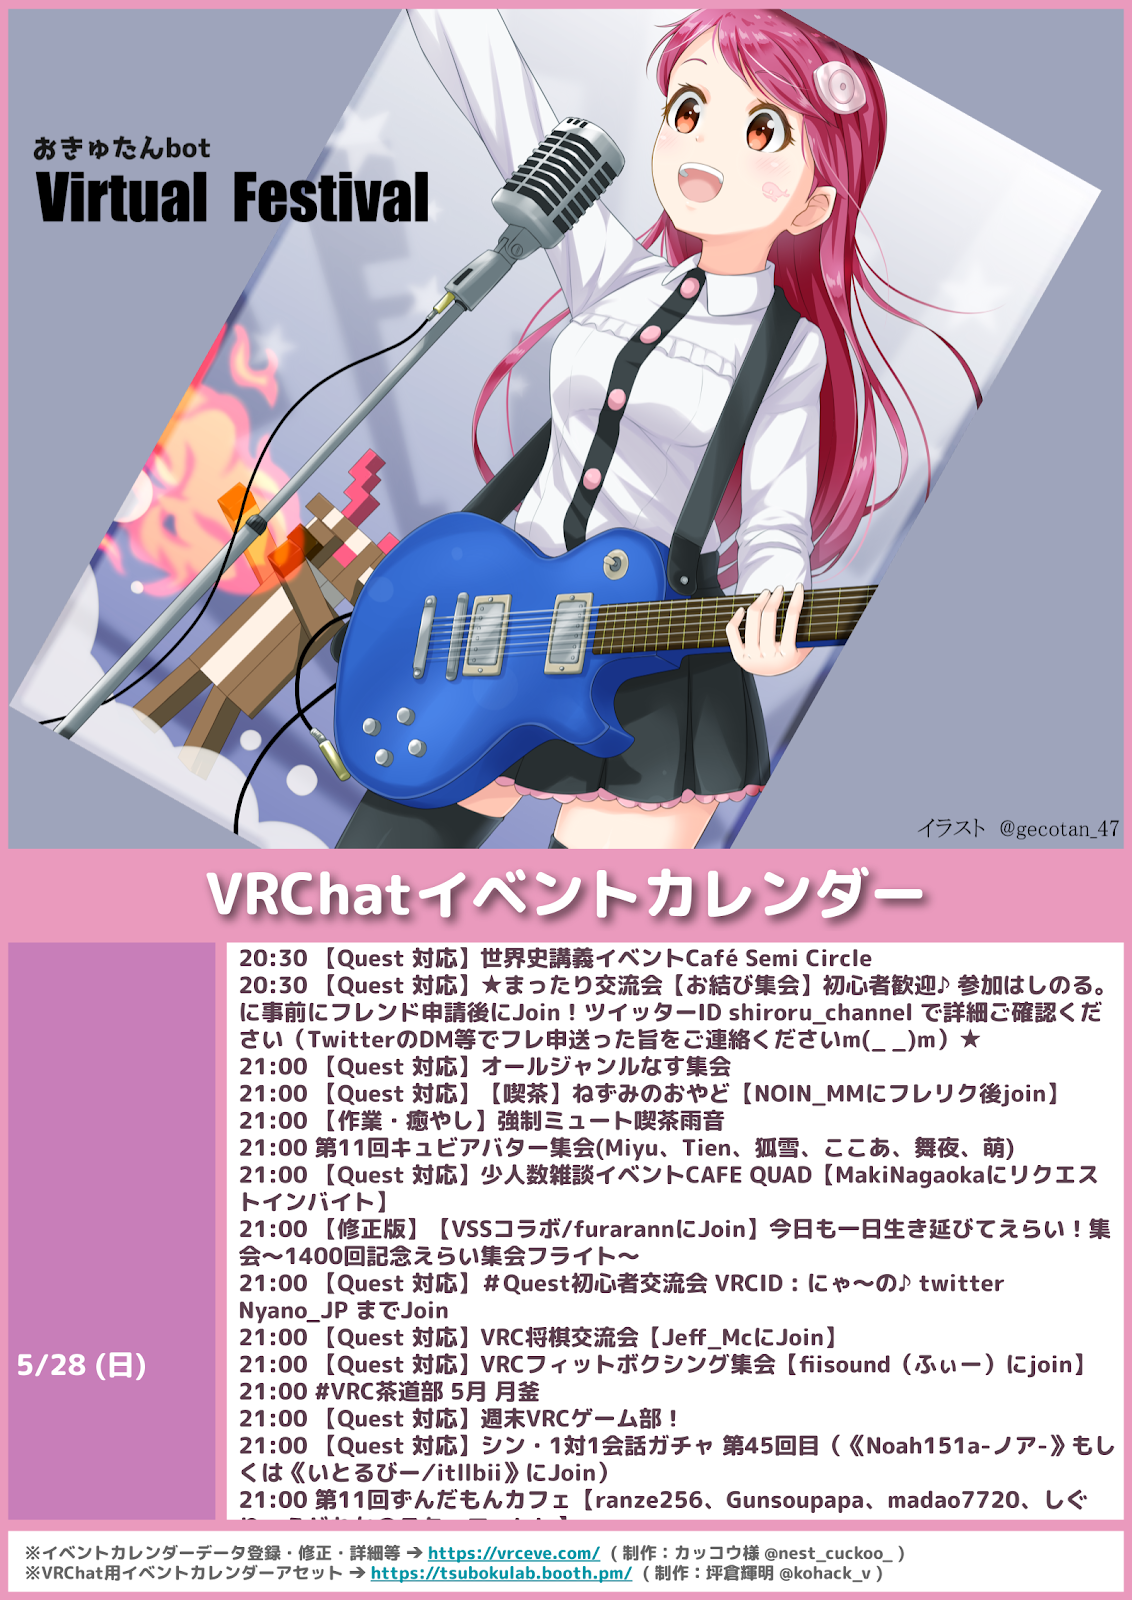 おきゅたんbot
Virtual Festival
イラスト @gecotan_47
VRChatイベントカレンダー
5/28 (日)
20:30 【Quest 対応】世界史講義イベントCafé Semi Circle
20:30 【Quest 対応】★まったり交流会【お結び集会】初心者歓迎♪ 参加はしのる。
に事前にフレンド申請後にJoin！ツイッターID shiroru_channel で詳細ご確認くだ
さい（TwitterのDM等でフレ申送った旨をご連絡くださいm(_ _)m）★
21:00 【Quest 対応】オールジャンルなす集会
21:00 【Quest 対応】【喫茶】ねずみのおやど【NOIN_MMにフレリク後join】
21:00 【作業・癒やし】強制ミュート喫茶雨音
21:00 第11回キュビアバター集会(Miyu、Tien、狐雪、ここあ、舞夜、萌)
21:00 【Quest 対応】少人数雑談イベントCAFE QUAD【MakiNagaokaにリクエス
トインバイト】
21:00 【修正版】【VSSコラボ/furarannにJoin】今日も一日生き延びてえらい！集
会〜1400回記念えらい集会フライト〜
21:00 【Quest 対応】＃Quest初心者交流会 VRCID : にゃ〜の♪ twitter
Nyano_JP までJoin
21:00 【Quest 対応】VRC将棋交流会【Jeff_McにJoin】
21:00 【Quest 対応】VRCフィットボクシング集会【fiisound（ふぃー）にjoin】
21:00 #VRC茶道部 5月 月釜
21:00 【Quest 対応】週末VRCゲーム部！
21:00 【Quest 対応】シン・1対1会話ガチャ 第45回目（《Noah151a-ノア-》もし
くは《いとるびー/itllbii》にJoin）
21:00 第11回ずんだもんカフェ【ranze256、Gunsoupapa、madao7720、しぐ
※イベントカレンダーデータ登録・修正・詳細等 ➔ https://vrceve.com/ ( 制作：カッコウ様 @nest_cuckoo_ )
※VRChat用イベントカレンダーアセット ➔ https://tsubokulab.booth.pm/ ( 制作：坪倉輝明 @kohack_v )